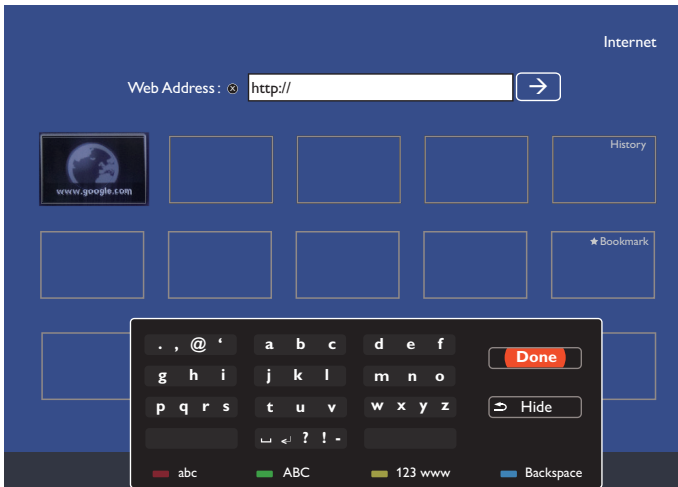 Internet
Web Address : ⊗ http:// →
History
www.google.com
★ Bookmark
. , @ ‘ a b c d e f
Done
g h i j k l m n o
p q r s t u v w x y z
Hide
␣ ↲ ? ! -
abc ABC 123 www Backspace